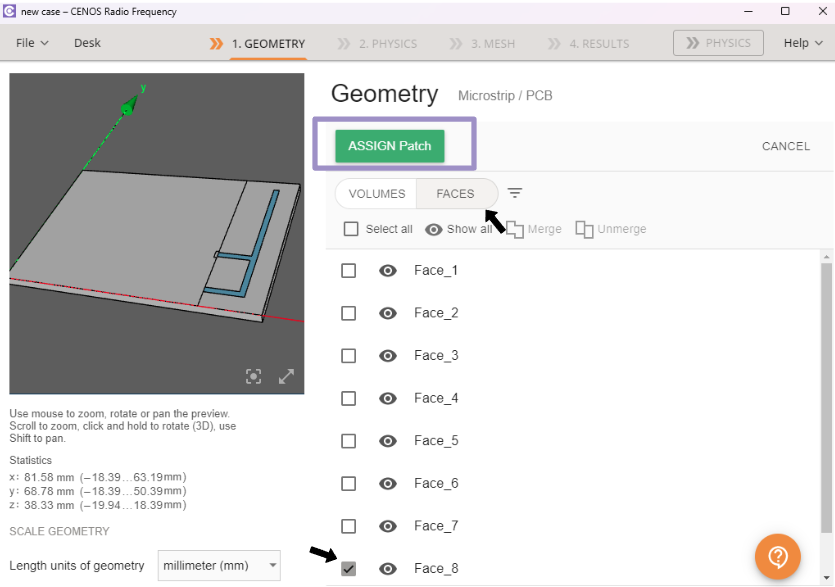 new case – CENOS Radio Frequency
File Desk 1. GEOMETRY 2. PHYSICS 3. MESH 4. RESULTS PHYSICS Help
Geometry Microstrip / PCB
ASSIGN Patch CANCEL
VOLUMES FACES
Select all Show all Merge Unmerge
y
Face_1
Face_2
Face_3
Face_4
Face_5
Face_6
Face_7
Face_8
Use mouse to zoom, rotate or pan the preview.
Scroll to zoom, click and hold to rotate (3D), use
Shift to pan.
Statistics
x: 81.58 mm (−18.39...63.19mm)
y: 68.78 mm (−18.39...50.39mm)
z: 38.33 mm (−19.94...18.39mm)
SCALE GEOMETRY
Length units of geometry millimeter (mm)